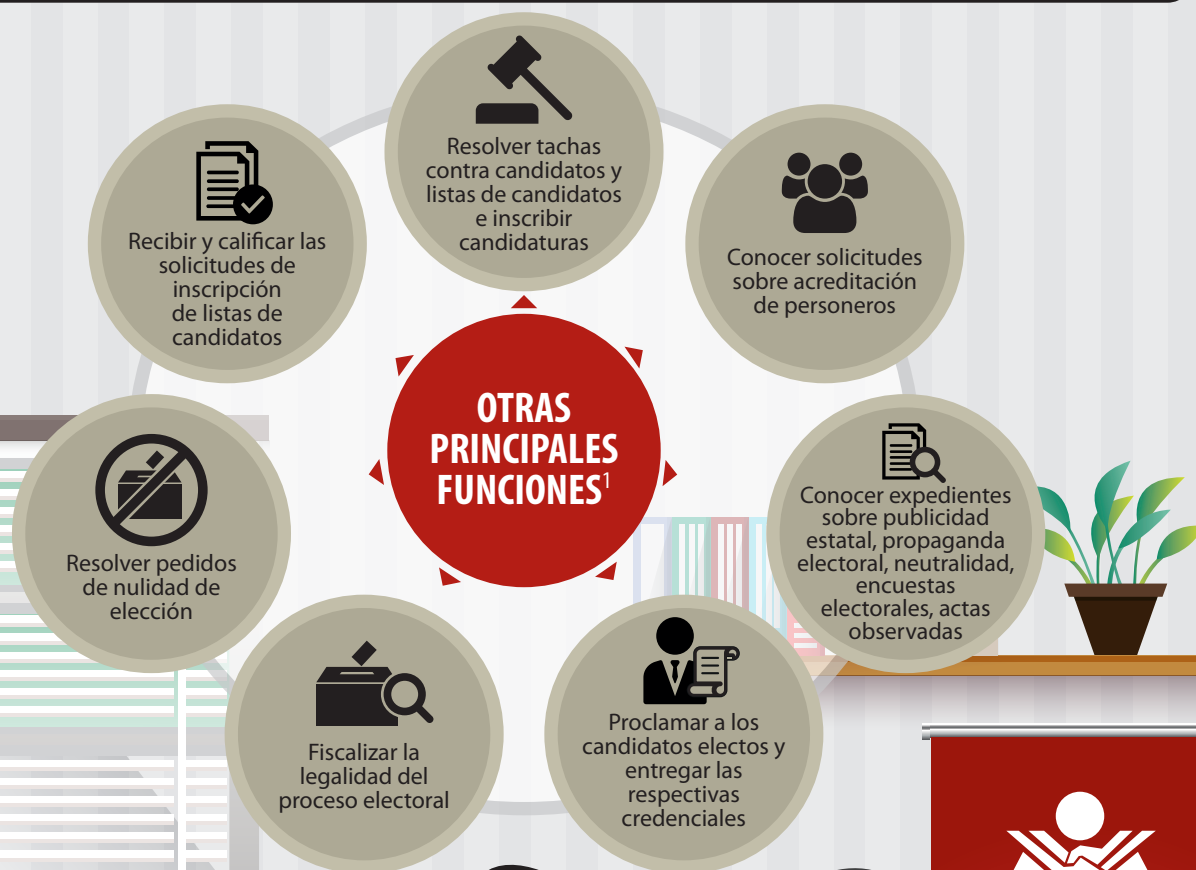 Resolver tachas
contra candidatos y
listas de candidatos
e inscribir
candidaturas
Recibir y calificar las
solicitudes de
inscripción
de listas de
candidatos
Conocer solicitudes
sobre acreditación
de personeros
OTRAS
PRINCIPALES
FUNCIONES¹
Conocer expedientes
sobre publicidad
estatal, propaganda
electoral, neutralidad,
encuestas
electorales, actas
observadas
Resolver pedidos
de nulidad de
elección
Fiscalizar la
legalidad del
proceso electoral
Proclamar a los
candidatos electos y
entregar las
respectivas
credenciales